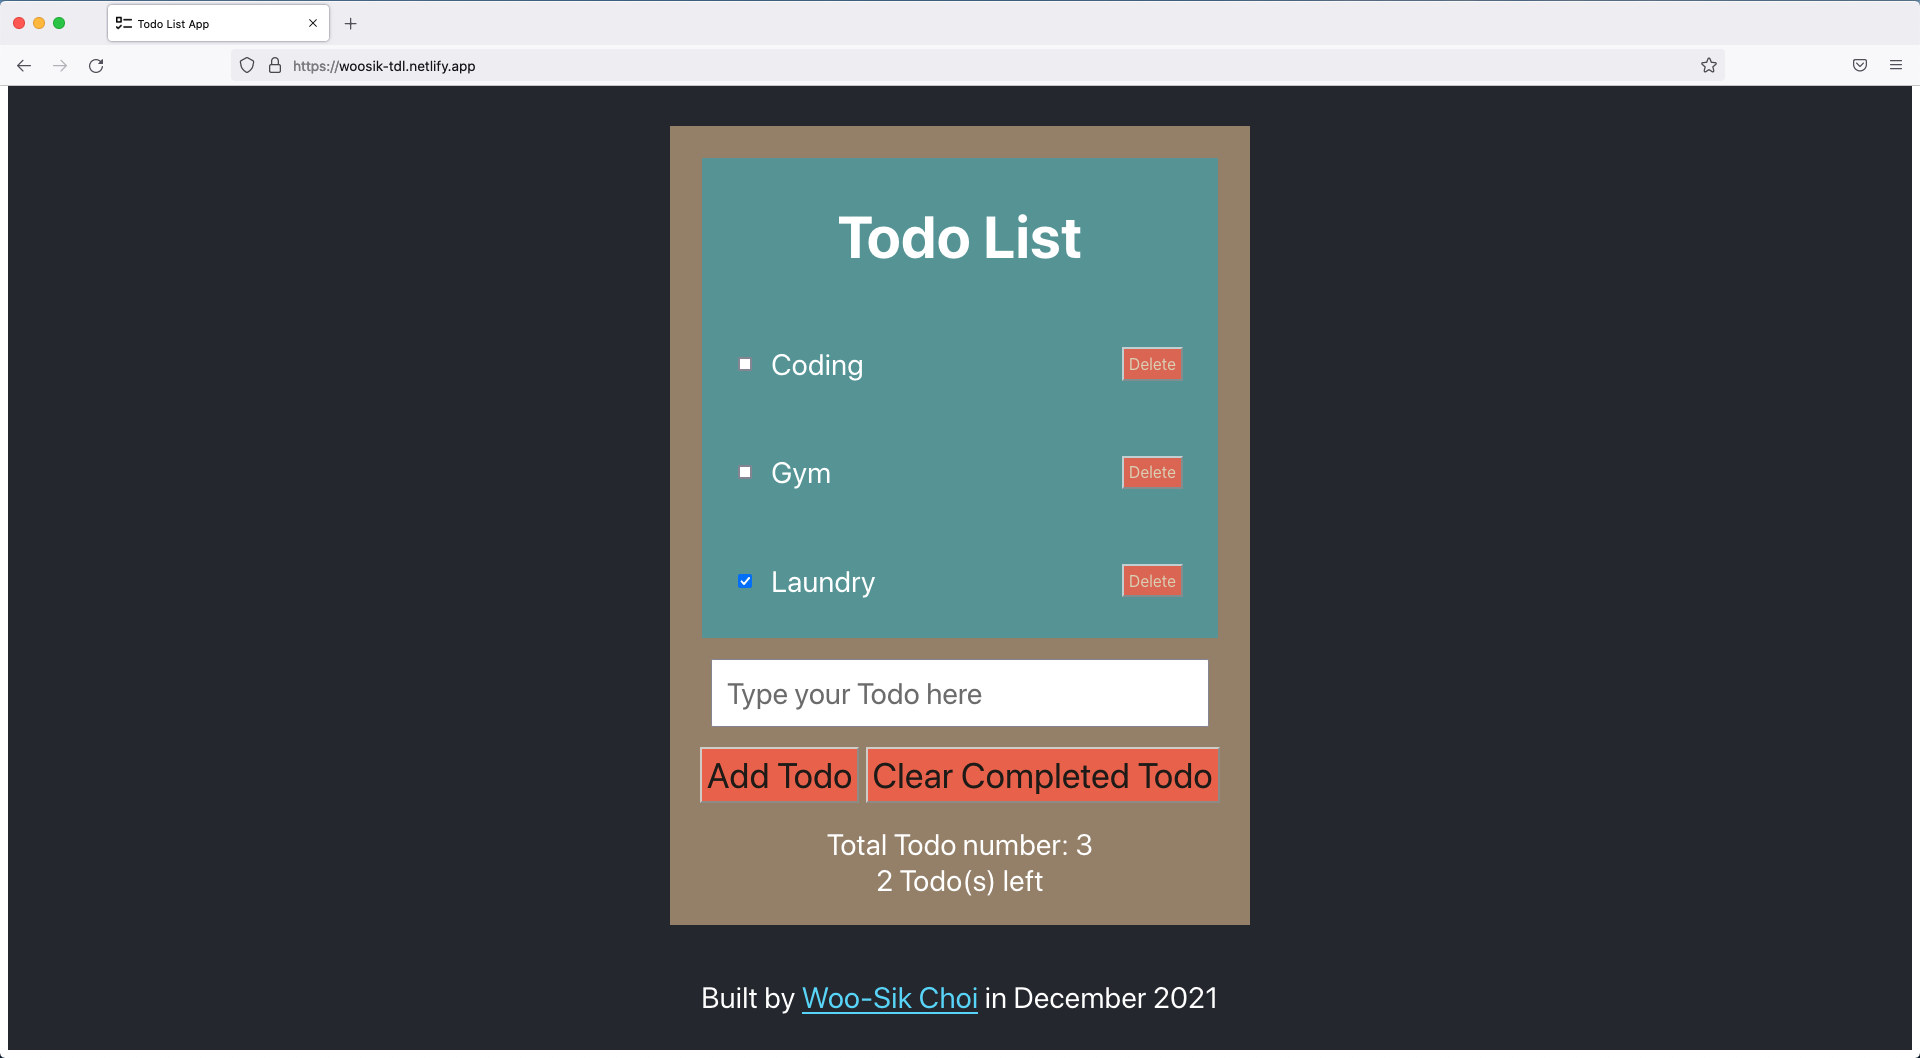 Todo List App
https://woosik-tdl.netlify.app
Todo List
Coding Delete
Gym Delete
Laundry Delete
Type your Todo here
Add Todo Clear Completed Todo
Total Todo number: 3
2 Todo(s) left
Built by Woo-Sik Choi in December 2021